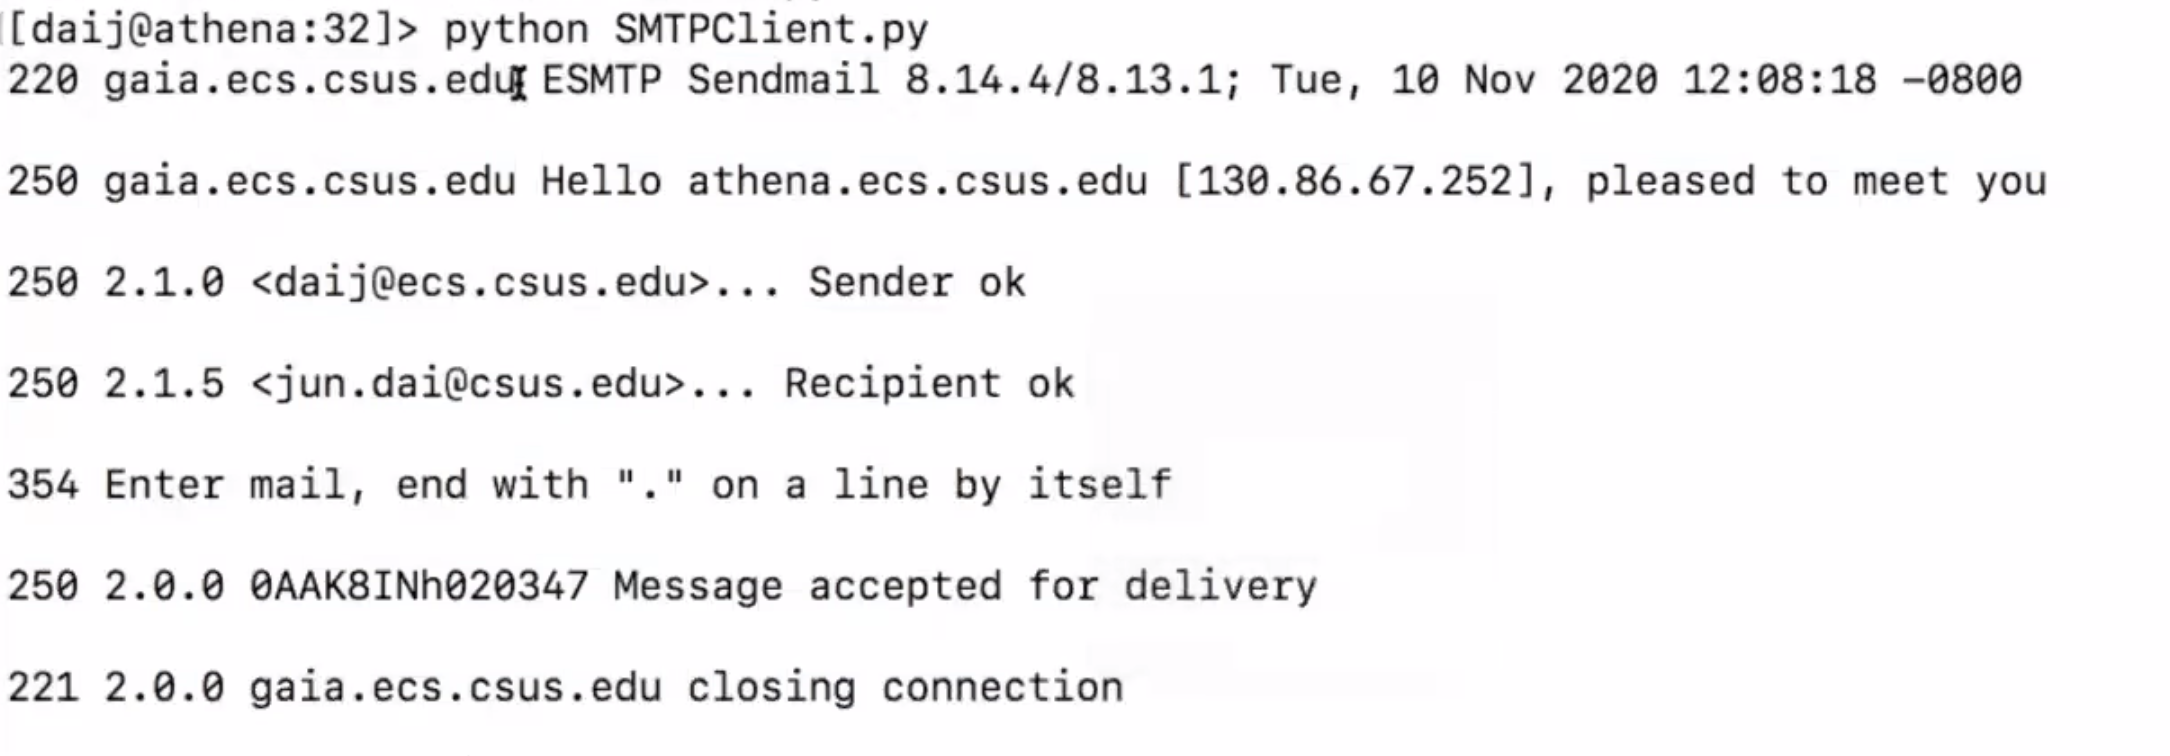 [daij@athena:32]> python SMTPClient.py
220 gaia.ecs.csus.edu ESMTP Sendmail 8.14.4/8.13.1; Tue, 10 Nov 2020 12:08:18 -0800
250 gaia.ecs.csus.edu Hello athena.ecs.csus.edu [130.86.67.252], pleased to meet you
250 2.1.0 <daij@ecs.csus.edu>... Sender ok
250 2.1.5 <jun.dai@csus.edu>... Recipient ok
354 Enter mail, end with "." on a line by itself
250 2.0.0 0AAK8INh020347 Message accepted for delivery
221 2.0.0 gaia.ecs.csus.edu closing connection